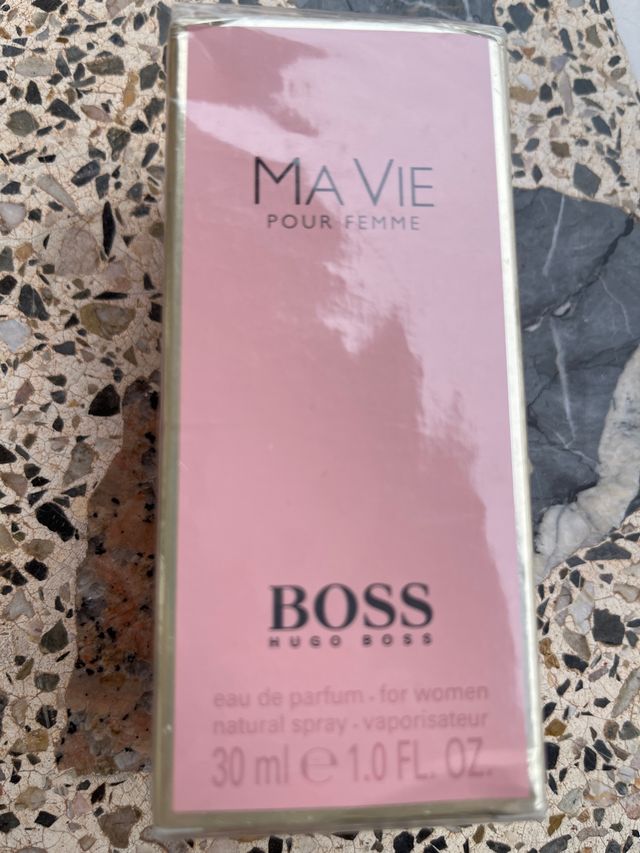 MA VIE
POUR FEMME
BOSS
HUGO BOSS
eau de parfum - for women
natural spray - vaporisateur
30 ml e 1.0 FL. OZ.